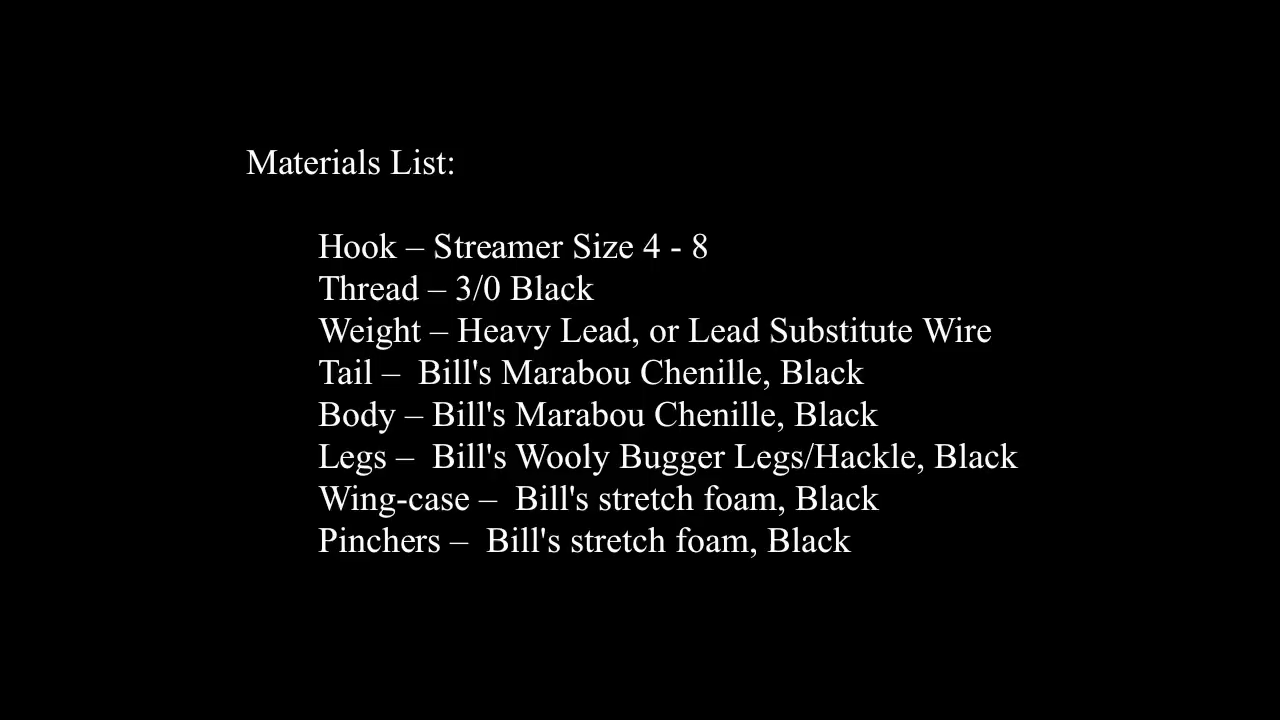 Materials List:
Hook – Streamer Size 4 - 8
Thread – 3/0 Black
Weight – Heavy Lead, or Lead Substitute Wire
Tail –  Bill's Marabou Chenille, Black
Body – Bill's Marabou Chenille, Black
Legs –  Bill's Wooly Bugger Legs/Hackle, Black
Wing-case –  Bill's stretch foam, Black
Pinchers –  Bill's stretch foam, Black